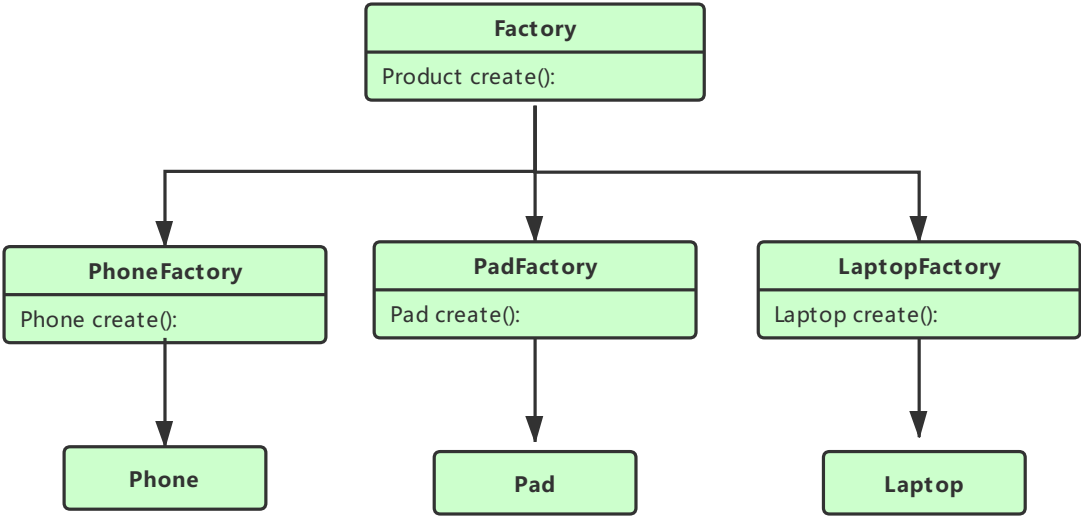 Factory
Product create():
PhoneFactory
Phone create():
PadFactory
Pad create():
LaptopFactory
Laptop create():
Phone
Pad
Laptop